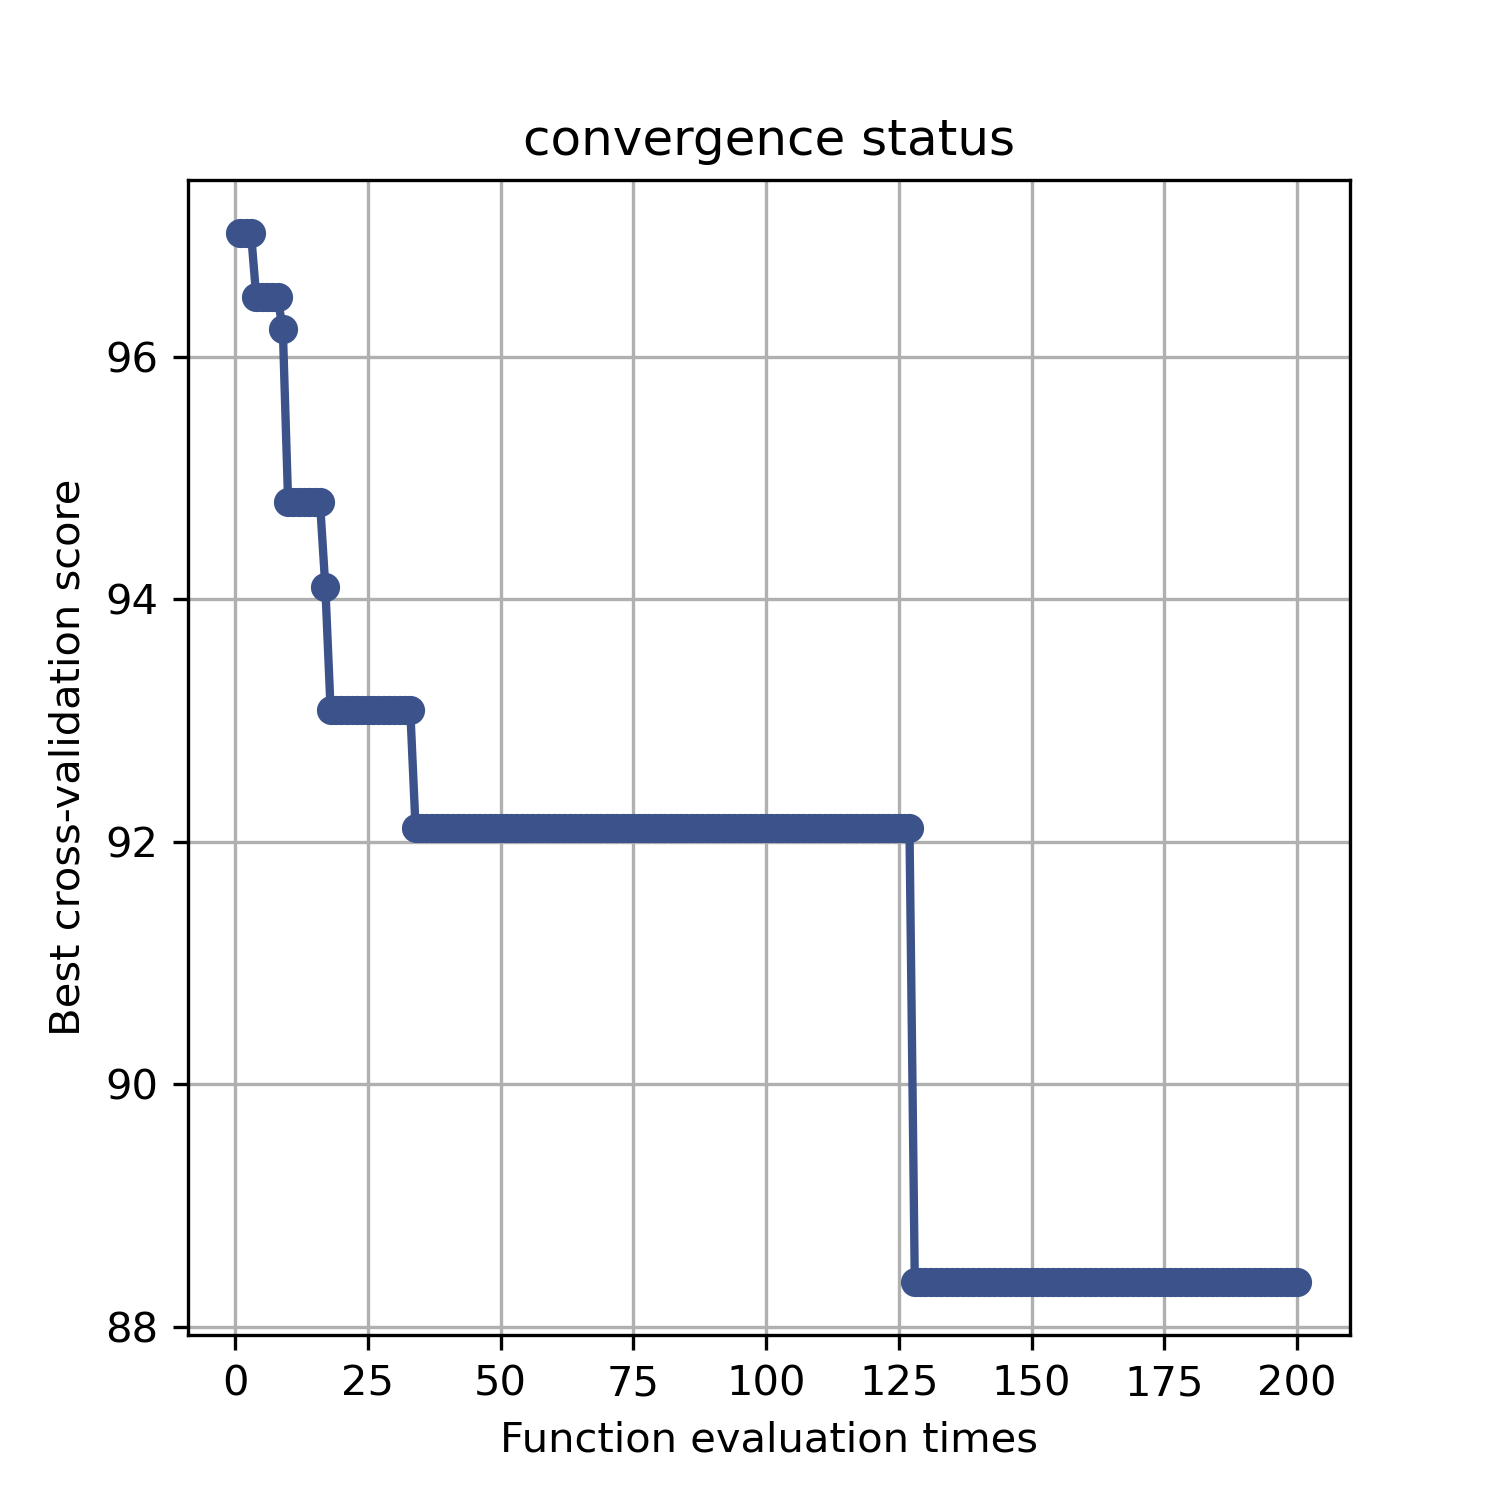 convergence status
Best cross-validation score
96
94
92
90
88
0 25 50 75 100 125 150 175 200
Function evaluation times